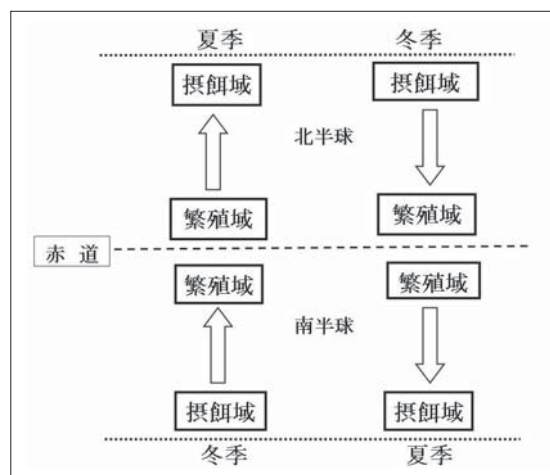 夏季 冬季
摂餌域 摂餌域
北半球
繁殖域 繁殖域
赤道
繁殖域 繁殖域
南半球
摂餌域 摂餌域
冬季 夏季